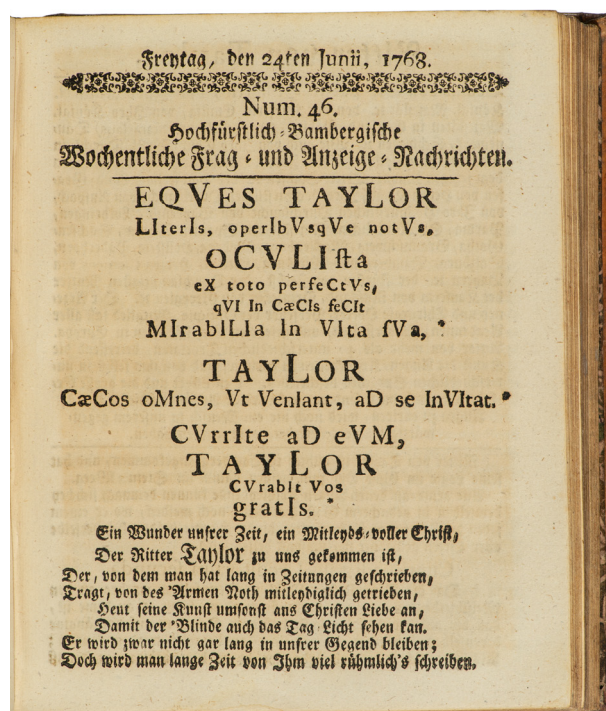 Freytag, den 24ten Junii, 1768.
Num. 46.
Hochfürstlich-Bambergische
Wochentliche Frag- und Anzeige-Nachrichten.
EQVES TAYLOR
LIterIs, operIbVsqVe notVs,
OCVLIsta
eX toto perfeCtVs,
qVI In CæCIs feCIt
MIrabILIa In VIta sVa, *
TAYLOR
CæCos oMnes, Vt VenIant, aD se InVItat. *
CVrrIte aD eVM,
TAYLOR
CVrabIt Vos
gratIs. *
Ein Wunder unsrer Zeit, ein Mitleyds-voller Christ,
Der Ritter Taylor zu uns gekommen ist,
Der, von dem man hat lang in Zeitungen geschrieben,
Tragt, von des Armen Noth mitleydiglich getrieben,
Heut seine Kunst umsonst aus Christen Liebe an,
Damit der Blinde auch das Tag-Licht sehen kan.
Er wird zwar nicht gar lang in unsrer Gegend bleiben;
Doch wird man lange Zeit von Ihm viel rühmlich's schreiben.